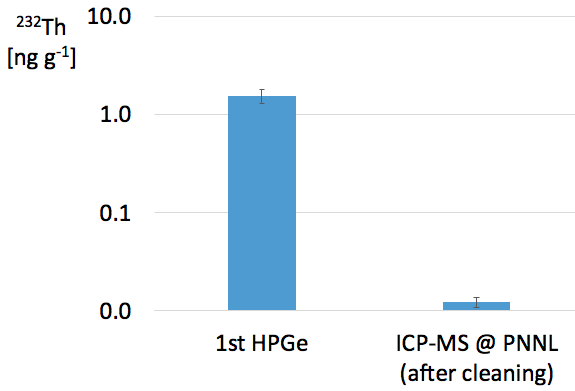 10.0
²³²Th
[ng g⁻¹]
1.0
0.1
0.0
1st HPGe
ICP-MS @ PNNL
(after cleaning)